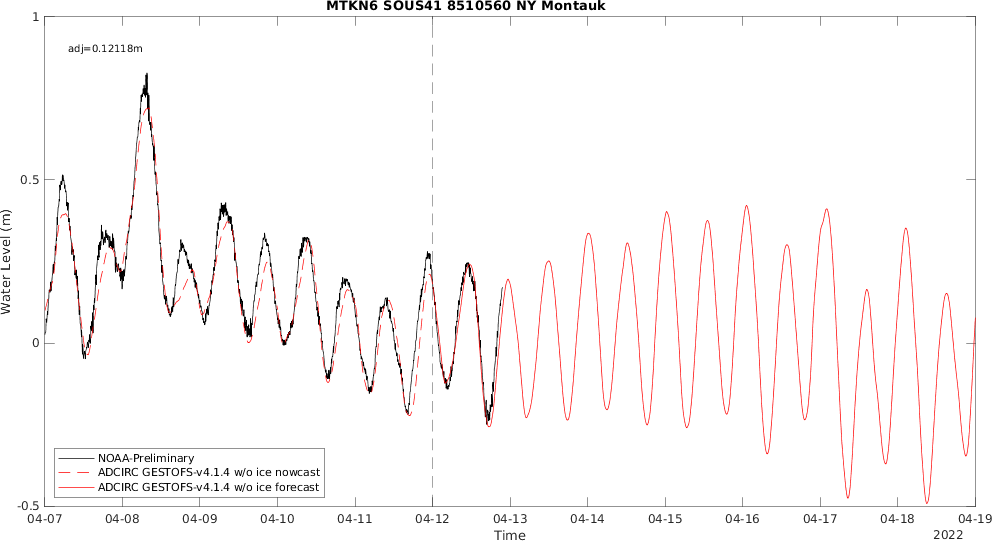 MTKN6 SOUS41 8510560 NY Montauk
adj=0.12118m
1
0.5
0
-0.5
Water Level (m)
NOAA-Preliminary
ADCIRC GESTOFS-v4.1.4 w/o ice nowcast
ADCIRC GESTOFS-v4.1.4 w/o ice forecast
04-07 04-08 04-09 04-10 04-11 04-12 04-13 04-14 04-15 04-16 04-17 04-18 04-19
Time
2022